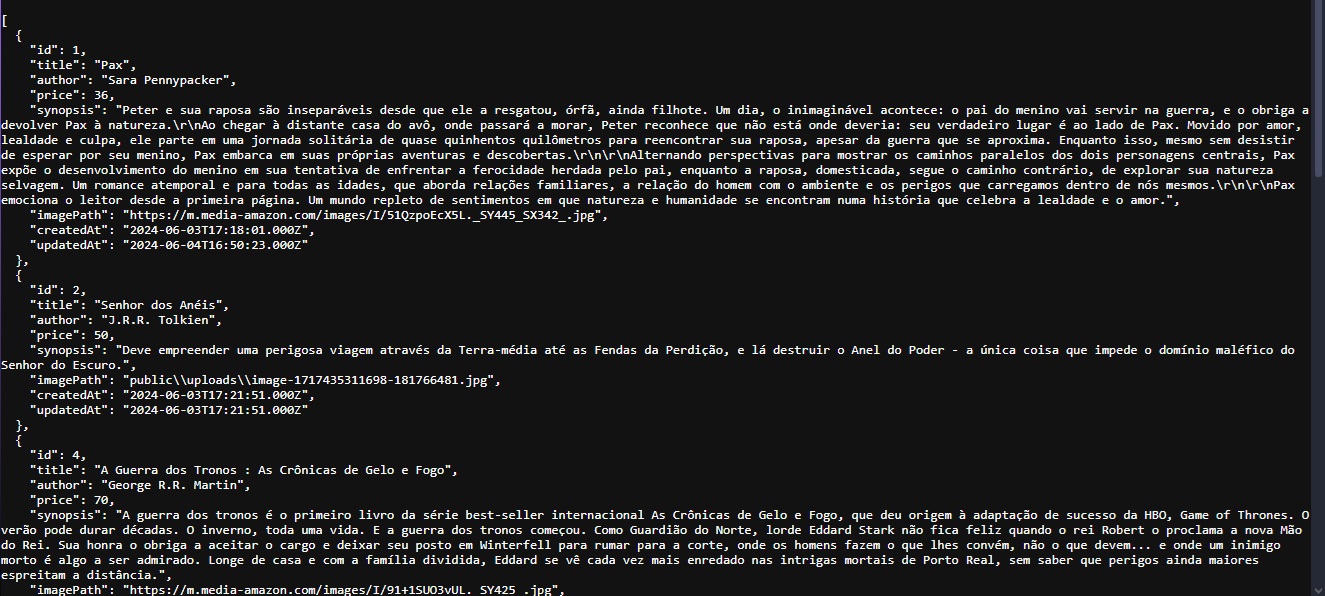 [
  {
    "id": 1,
    "title": "Pax",
    "author": "Sara Pennypacker",
    "price": 36,
    "synopsis": "Peter e sua raposa são inseparáveis desde que ele a resgatou, órfã, ainda filhote. Um dia, o inimaginável acontece: o pai do menino vai servir na guerra, e o obriga a
devolver Pax à natureza.\r\nAo chegar à distante casa do avô, onde passará a morar, Peter reconhece que não está onde deveria: seu verdadeiro lugar é ao lado de Pax. Movido por amor,
lealdade e culpa, ele parte em uma jornada solitária de quase quinhentos quilômetros para reencontrar sua raposa, apesar da guerra que se aproxima. Enquanto isso, mesmo sem desistir
de esperar por seu menino, Pax embarca em suas próprias aventuras e descobertas.\r\n\r\nAlternando perspectivas para mostrar os caminhos paralelos dos dois personagens centrais, Pax
expõe o desenvolvimento do menino em sua tentativa de enfrentar a ferocidade herdada pelo pai, enquanto a raposa, domesticada, segue o caminho contrário, de explorar sua natureza
selvagem. Um romance atemporal e para todas as idades, que aborda relações familiares, a relação do homem com o ambiente e os perigos que carregamos dentro de nós mesmos.\r\n\r\nPax
emociona o leitor desde a primeira página. Um mundo repleto de sentimentos em que natureza e humanidade se encontram numa história que celebra a lealdade e o amor.",
    "imagePath": "https://m.media-amazon.com/images/I/51QzpoEcX5L._SY445_SX342_.jpg",
    "createdAt": "2024-06-03T17:18:01.000Z",
    "updatedAt": "2024-06-04T16:50:23.000Z"
  },
  {
    "id": 2,
    "title": "Senhor dos Anéis",
    "author": "J.R.R. Tolkien",
    "price": 50,
    "synopsis": "Deve empreender uma perigosa viagem através da Terra-média até as Fendas da Perdição, e lá destruir o Anel do Poder - a única coisa que impede o domínio maléfico do
Senhor do Escuro.",
    "imagePath": "public\\uploads\\image-1717435311698-181766481.jpg",
    "createdAt": "2024-06-03T17:21:51.000Z",
    "updatedAt": "2024-06-03T17:21:51.000Z"
  },
  {
    "id": 4,
    "title": "A Guerra dos Tronos : As Crônicas de Gelo e Fogo",
    "author": "George R.R. Martin",
    "price": 70,
    "synopsis": "A guerra dos tronos é o primeiro livro da série best-seller internacional As Crônicas de Gelo e Fogo, que deu origem à adaptação de sucesso da HBO, Game of Thrones. O
verão pode durar décadas. O inverno, toda uma vida. E a guerra dos tronos começou. Como Guardião do Norte, lorde Eddard Stark não fica feliz quando o rei Robert o proclama a nova Mão
do Rei. Sua honra o obriga a aceitar o cargo e deixar seu posto em Winterfell para rumar para a corte, onde os homens fazem o que lhes convém, não o que devem... e onde um inimigo
morto é algo a ser admirado. Longe de casa e com a família dividida, Eddard se vê cada vez mais enredado nas intrigas mortais de Porto Real, sem saber que perigos ainda maiores
espreitam a distância.",
    "imagePath": "https://m.media-amazon.com/images/I/91+1SUO3vUL._SY425_.jpg",